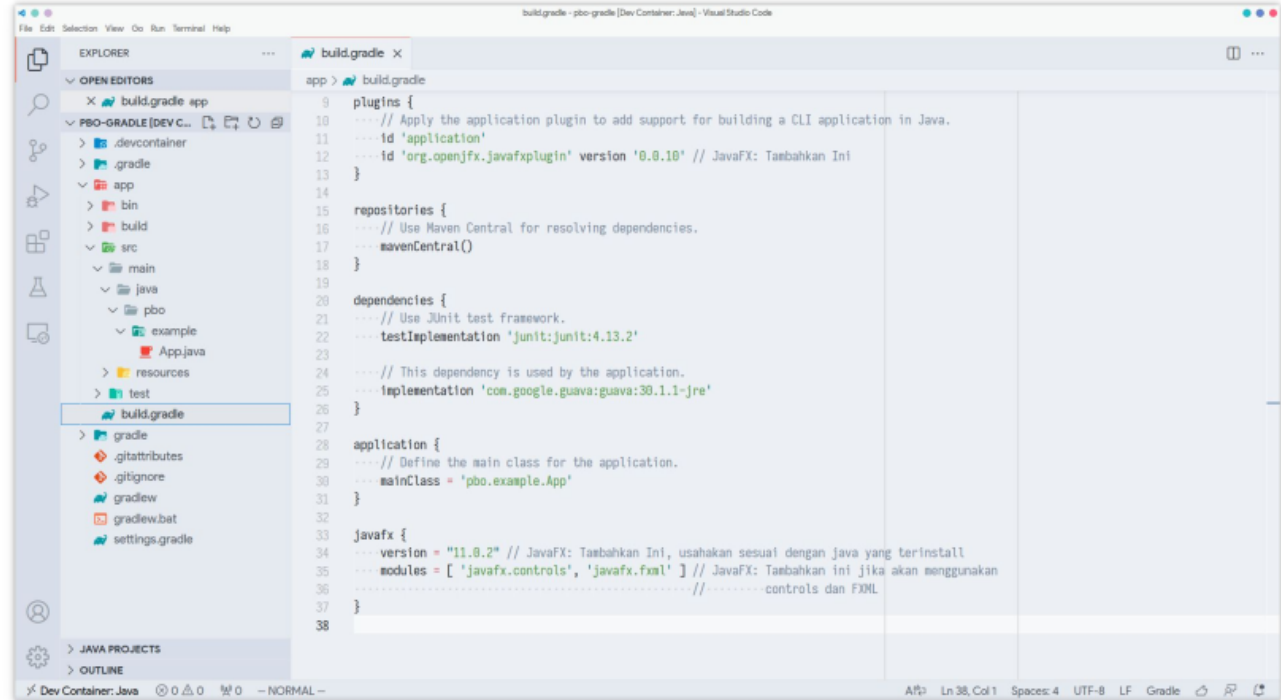 build.gradle - pbo-gradle [Dev Container: Java] - Visual Studio Code
File Edit Selection View Go Run Terminal Help
EXPLORER
OPEN EDITORS
build.gradle app
PBO-GRADLE [DEV C...
.devcontainer
.gradle
app
bin
build
src
main
java
pbo
example
App.java
resources
test
build.gradle
gradle
.gitattributes
.gitignore
gradlew
gradlew.bat
settings.gradle
JAVA PROJECTS
OUTLINE
build.gradle
app > build.gradle
9 plugins {
10 // Apply the application plugin to add support for building a CLI application in Java.
11 id 'application'
12 id 'org.openjfx.javafxplugin' version '0.0.10' // JavaFX: Tambahkan Ini
13 }
14
15 repositories {
16 // Use Maven Central for resolving dependencies.
17 mavenCentral()
18 }
19
20 dependencies {
21 // Use JUnit test framework.
22 testImplementation 'junit:junit:4.13.2'
23
24 // This dependency is used by the application.
25 implementation 'com.google.guava:guava:30.1.1-jre'
26 }
27
28 application {
29 // Define the main class for the application.
30 mainClass = 'pbo.example.App'
31 }
32
33 javafx {
34 version = "11.0.2" // JavaFX: Tambahkan Ini, usahakan sesuai dengan java yang terinstall
35 modules = [ 'javafx.controls', 'javafx.fxml' ] // JavaFX: Tambahkan ini jika akan menggunakan
36 // controls dan FXML
37 }
38
Dev Container: Java 0 0 0 -- NORMAL -- Ln 38, Col 1 Spaces: 4 UTF-8 LF Gradle